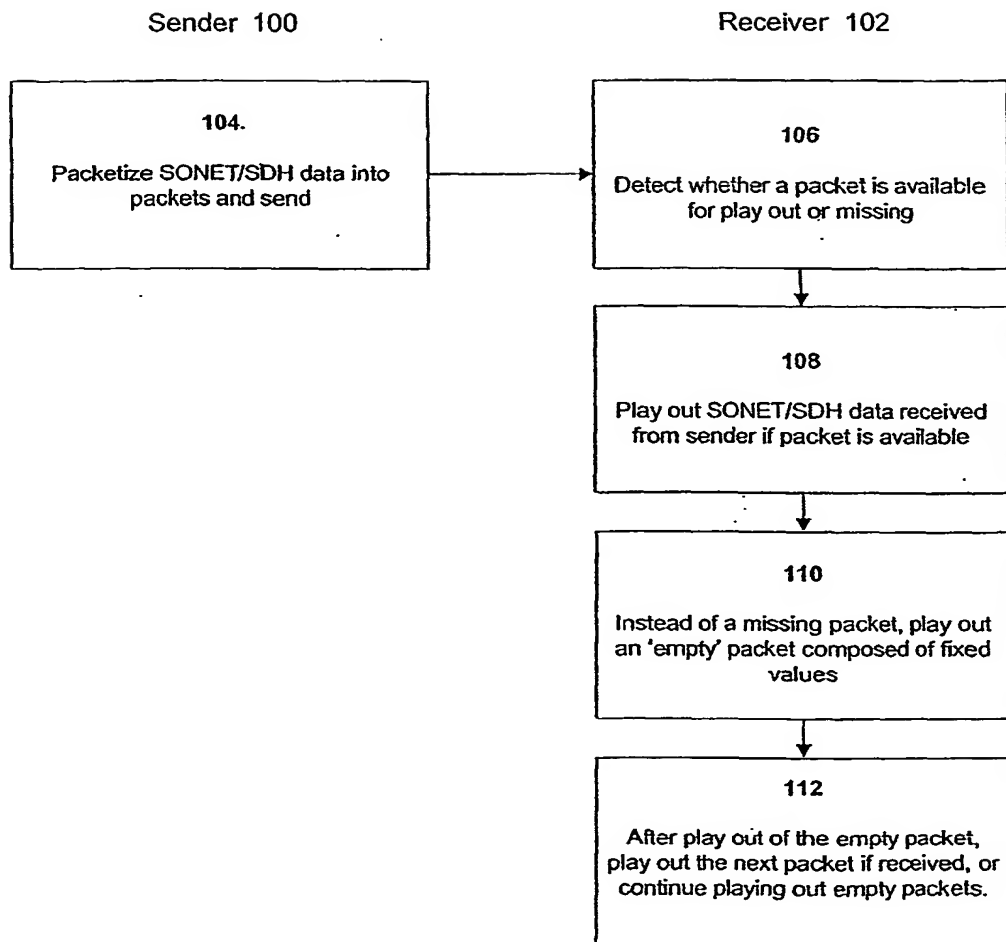 Sender 100
Receiver 102
104.
Packetize SONET/SDH data into
packets and send
106
Detect whether a packet is available
for play out or missing
108
Play out SONET/SDH data received
from sender if packet is available
110
Instead of a missing packet, play out
an 'empty' packet composed of fixed
values
112
After play out of the empty packet,
play out the next packet if received, or
continue playing out empty packets.